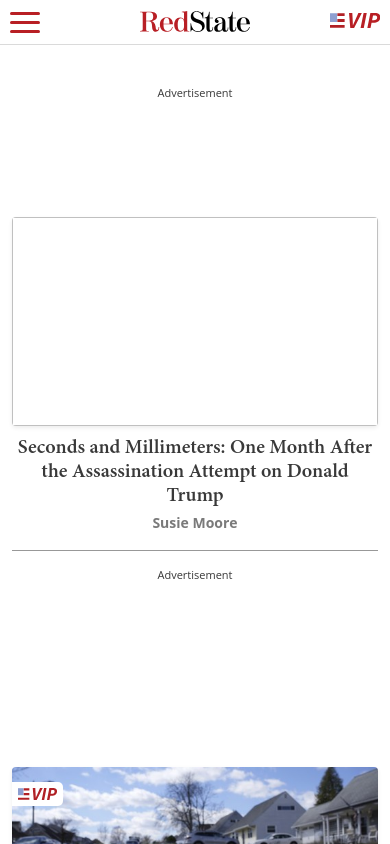 RedState
VIP
Advertisement
Seconds and Millimeters: One Month After
the Assassination Attempt on Donald
Trump
Susie Moore
Advertisement
VIP